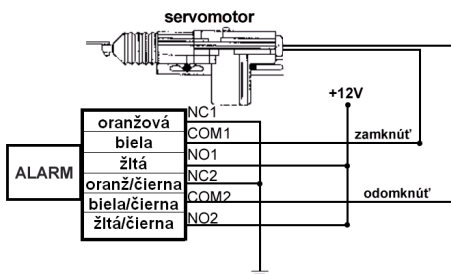 servomotor
+12V
oranžová NC1
biela COM1
zamknúť
žltá NO1
ALARM
oranž/čierna NC2
biela/čierna COM2
odomknúť
žltá/čierna NO2